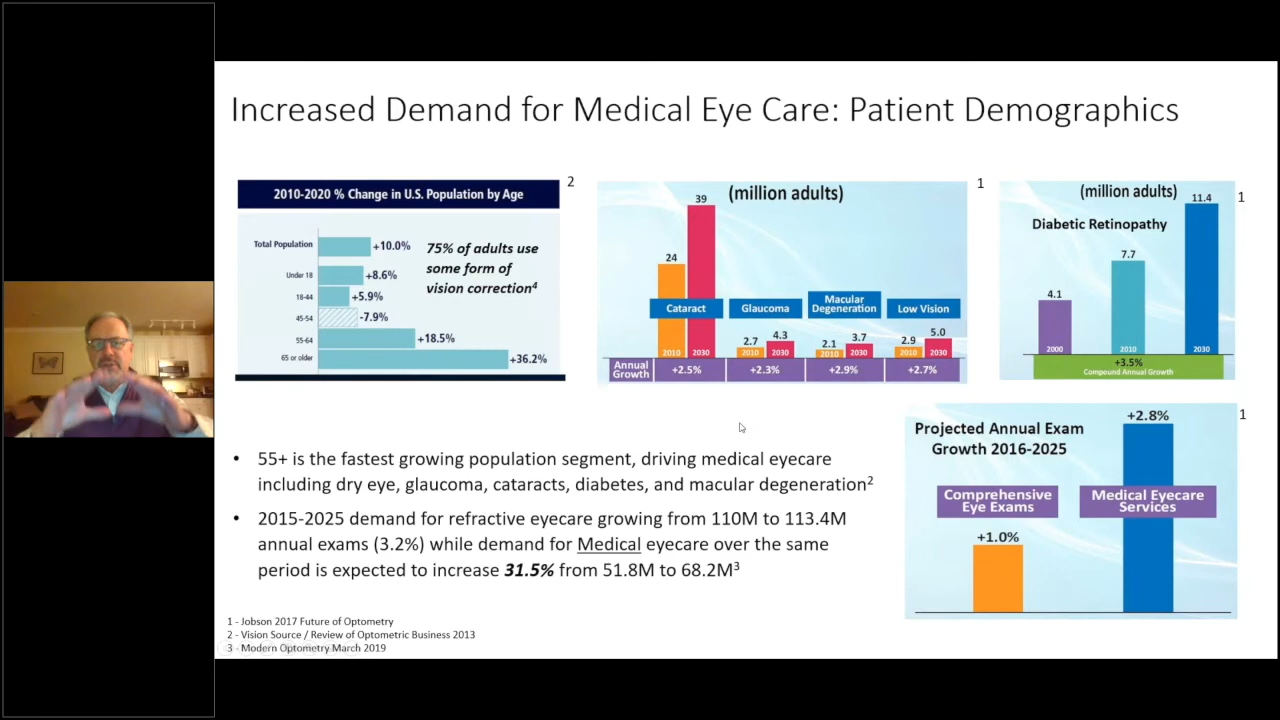 Increased Demand for Medical Eye Care: Patient Demographics
2010-2020 % Change in U.S. Population by Age
2
Total Population
+10.0%
Under 18
+8.6%
18-44
+5.9%
45-54
-7.9%
55-64
+18.5%
65 or older
+36.2%
75% of adults use
some form of
vision correction4
(million adults)
1
24
39
Cataract
Glaucoma
Macular
Degeneration
Low Vision
2.7
4.3
2.1
3.7
2.9
5.0
2010
2030
2010
2030
2010
2030
2010
2030
Annual
Growth
+2.5%
+2.3%
+2.9%
+2.7%
(million adults)
1
Diabetic Retinopathy
4.1
7.7
11.4
2000
2010
2030
+3.5%
Compound Annual Growth
Projected Annual Exam
Growth 2016-2025
1
+2.8%
Comprehensive
Eye Exams
Medical Eyecare
Services
+1.0%
• 55+ is the fastest growing population segment, driving medical eyecare
including dry eye, glaucoma, cataracts, diabetes, and macular degeneration2
• 2015-2025 demand for refractive eyecare growing from 110M to 113.4M
annual exams (3.2%) while demand for Medical eyecare over the same
period is expected to increase 31.5% from 51.8M to 68.2M3
1 - Jobson 2017 Future of Optometry
2 - Vision Source / Review of Optometric Business 2013
3 - Modern Optometry March 2019